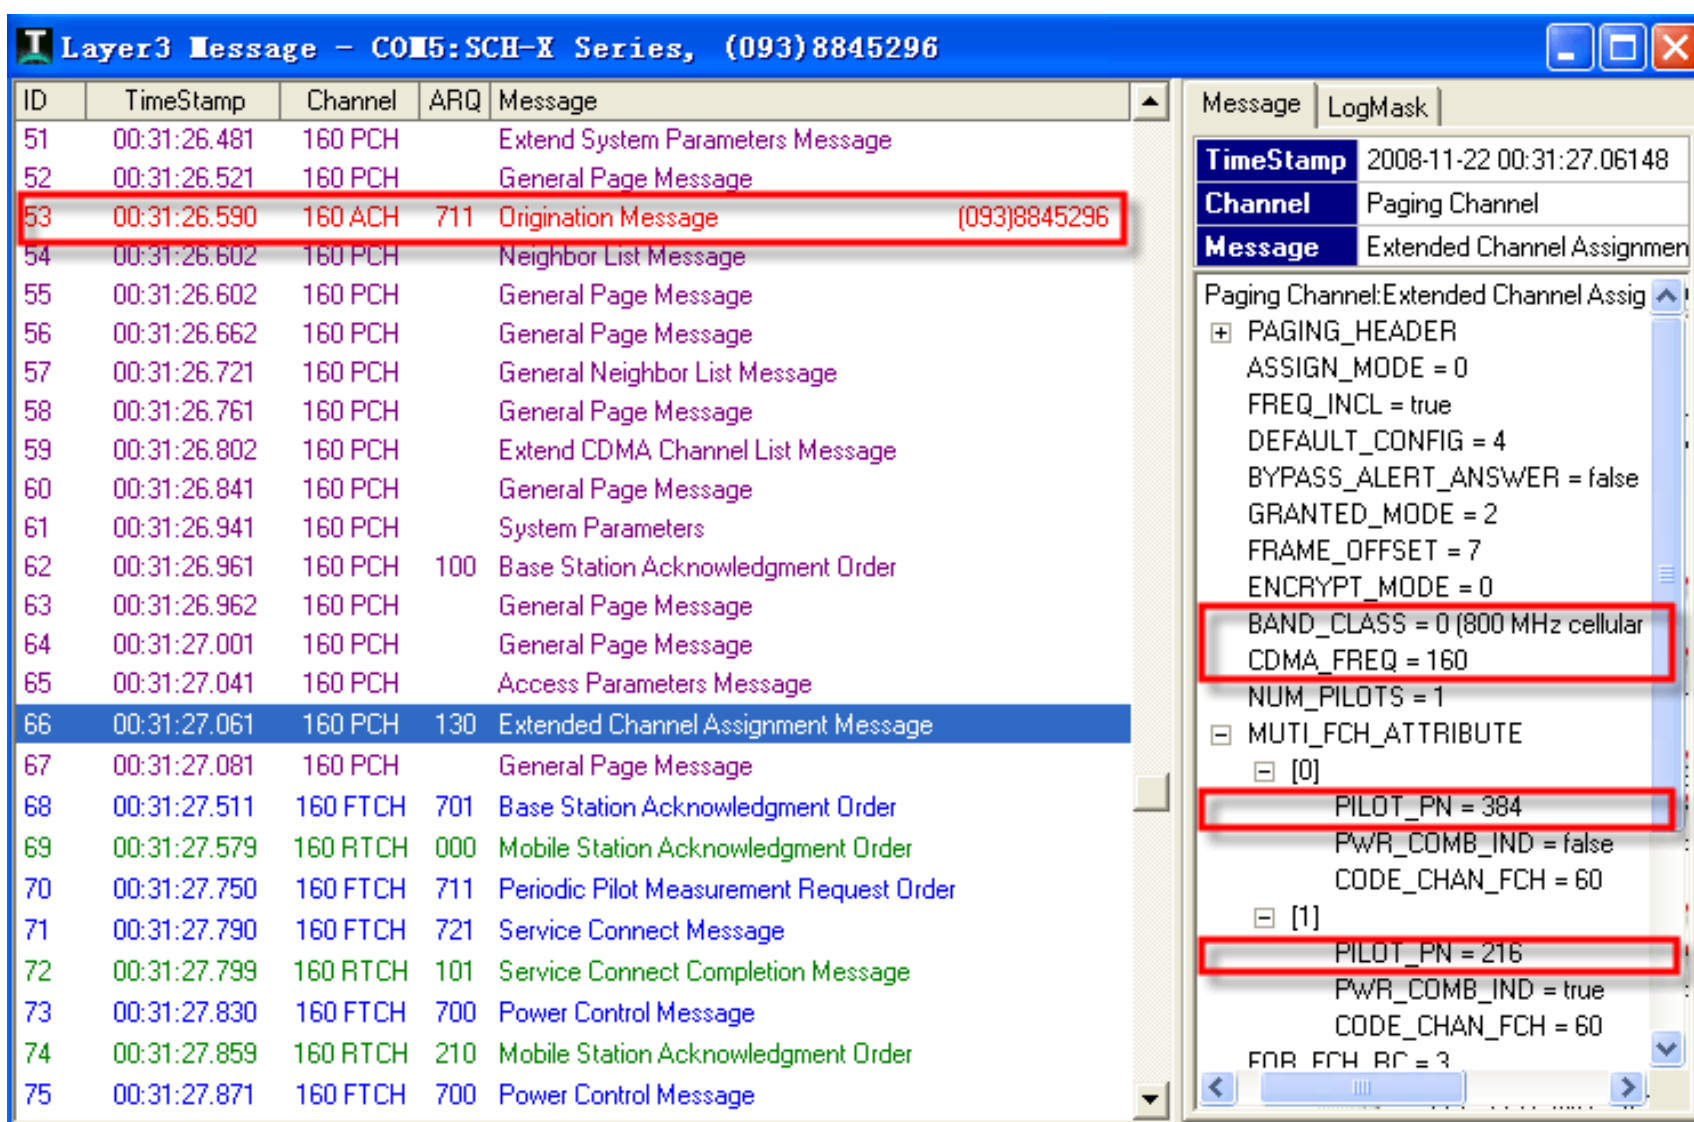 Layer3 Message - COM5:SCH-X Series, (093)8845296
ID TimeStamp Channel ARQ Message
51 00:31:26.481 160 PCH Extend System Parameters Message
52 00:31:26.521 160 PCH General Page Message
53 00:31:26.590 160 ACH 711 Origination Message (093)8845296
54 00:31:26.602 160 PCH Neighbor List Message
55 00:31:26.602 160 PCH General Page Message
56 00:31:26.662 160 PCH General Page Message
57 00:31:26.721 160 PCH General Neighbor List Message
58 00:31:26.761 160 PCH General Page Message
59 00:31:26.802 160 PCH Extend CDMA Channel List Message
60 00:31:26.841 160 PCH General Page Message
61 00:31:26.941 160 PCH System Parameters
62 00:31:26.961 160 PCH 100 Base Station Acknowledgment Order
63 00:31:26.962 160 PCH General Page Message
64 00:31:27.001 160 PCH General Page Message
65 00:31:27.041 160 PCH Access Parameters Message
66 00:31:27.061 160 PCH 130 Extended Channel Assignment Message
67 00:31:27.081 160 PCH General Page Message
68 00:31:27.511 160 FTCH 701 Base Station Acknowledgment Order
69 00:31:27.579 160 RTCH 000 Mobile Station Acknowledgment Order
70 00:31:27.750 160 FTCH 711 Periodic Pilot Measurement Request Order
71 00:31:27.790 160 FTCH 721 Service Connect Message
72 00:31:27.799 160 RTCH 101 Service Connect Completion Message
73 00:31:27.830 160 FTCH 700 Power Control Message
74 00:31:27.859 160 RTCH 210 Mobile Station Acknowledgment Order
75 00:31:27.871 160 FTCH 700 Power Control Message
Message LogMask
TimeStamp 2008-11-22 00:31:27.06148
Channel Paging Channel
Message Extended Channel Assignmen
Paging Channel:Extended Channel Assig
PAGING_HEADER
ASSIGN_MODE = 0
FREQ_INCL = true
DEFAULT_CONFIG = 4
BYPASS_ALERT_ANSWER = false
GRANTED_MODE = 2
FRAME_OFFSET = 7
ENCRYPT_MODE = 0
BAND_CLASS = 0 (800 MHz cellular
CDMA_FREQ = 160
NUM_PILOTS = 1
MUTI_FCH_ATTRIBUTE
[0]
PILOT_PN = 384
PWR_COMB_IND = false
CODE_CHAN_FCH = 60
[1]
PILOT_PN = 216
PWR_COMB_IND = true
CODE_CHAN_FCH = 60
FOR_FCH_RC = 3